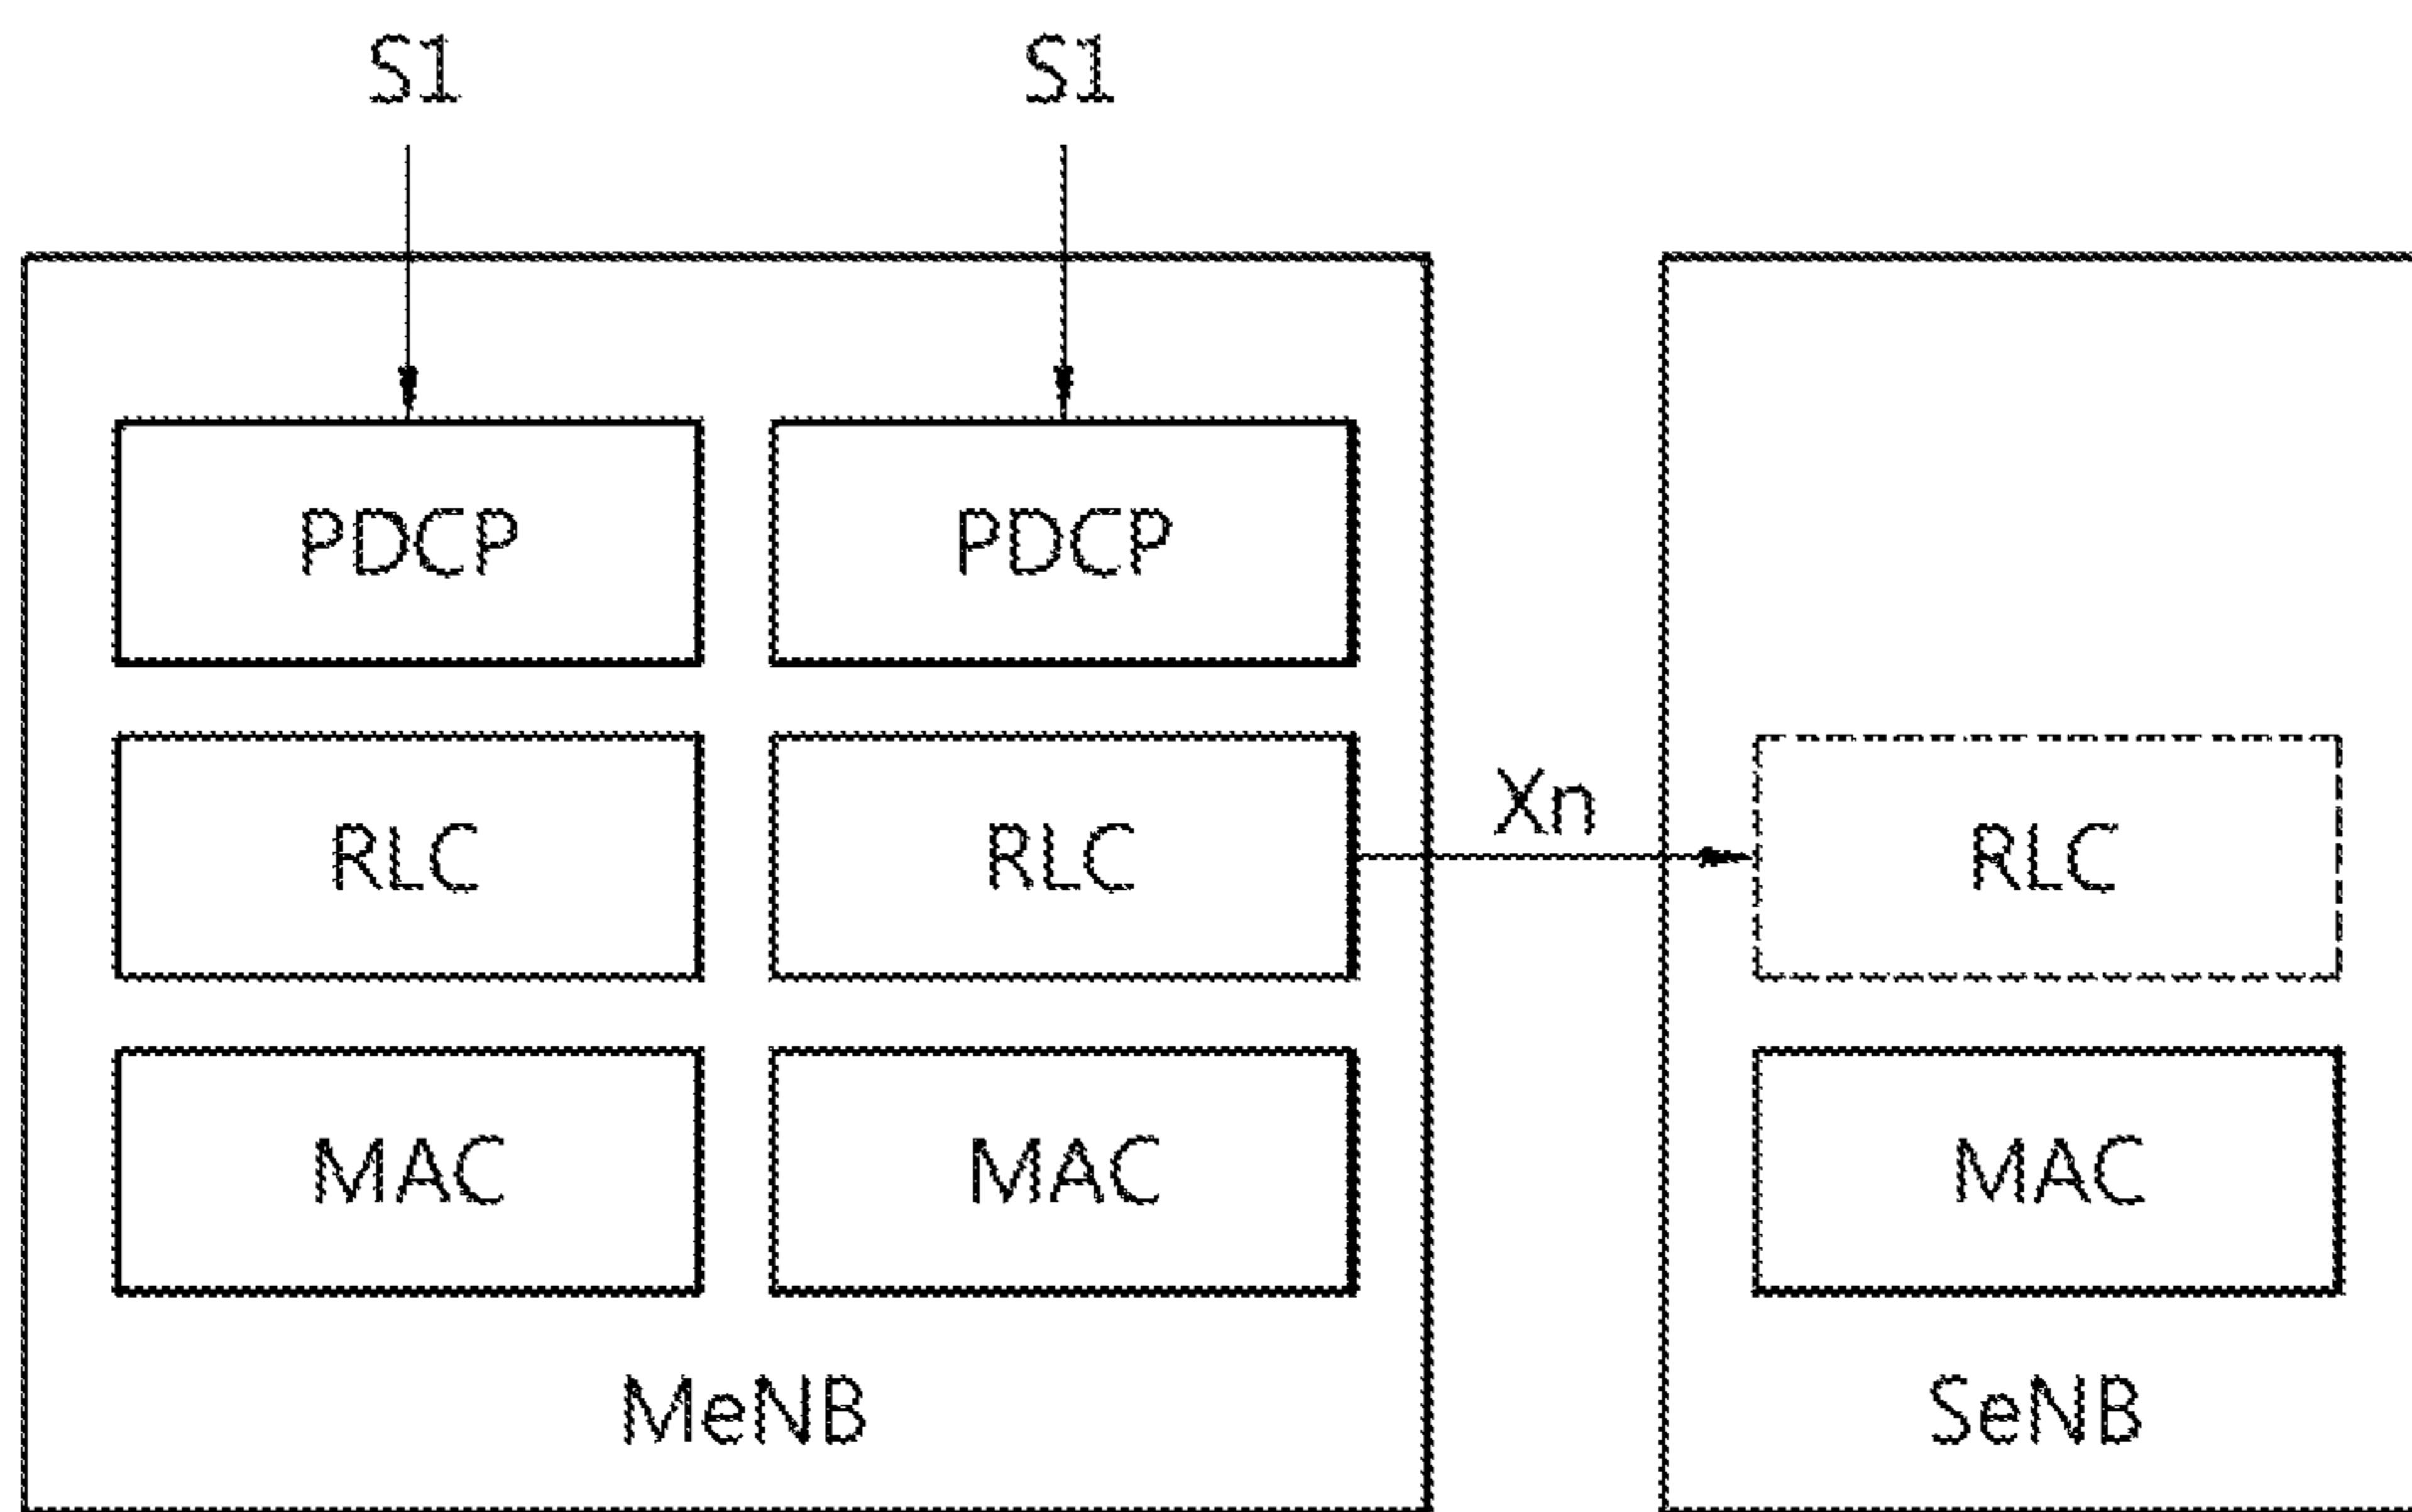 S1 S1
PDCP PDCP
Xn
RLC RLC RLC
MAC MAC MAC
MeNB SeNB